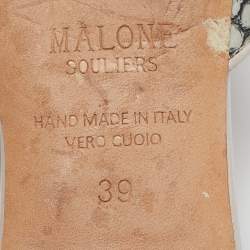 MALONE
SOULIERS
HAND MADE IN ITALY
VERO CUOIO
39